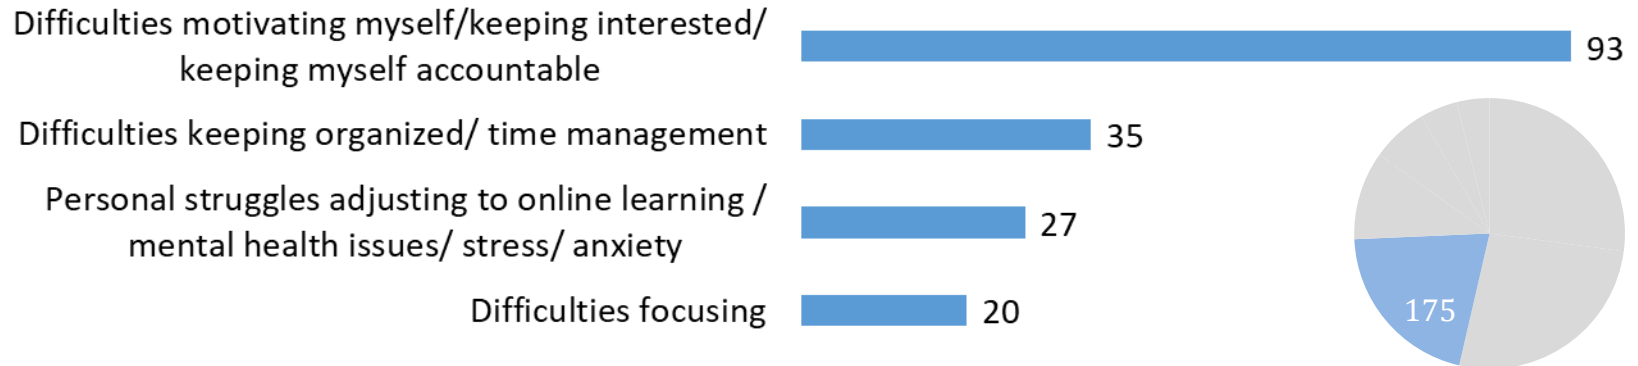 Difficulties motivating myself/keeping interested/
keeping myself accountable
93
Difficulties keeping organized/ time management
35
Personal struggles adjusting to online learning /
mental health issues/ stress/ anxiety
27
Difficulties focusing
20
175